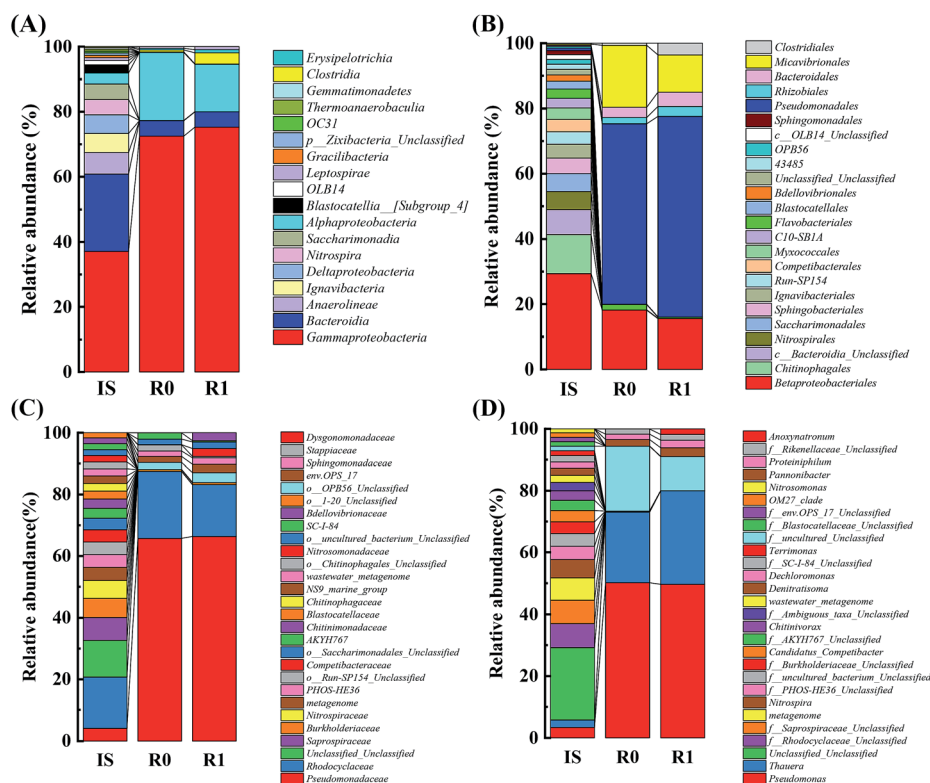 (A)
Relative abundance (%)
100
80
60
40
20
0
IS R0 R1
Erysipelotrichia
Clostridia
Gemmatimonadetes
Thermoanaerobaculia
OC31
p__Zixibacteria_Unclassified
Gracilibacteria
Leptospirae
OLB14
Blastocatellia__[Subgroup_4]
Alphaproteobacteria
Saccharimonadia
Nitrospira
Deltaproteobacteria
Ignavibacteria
Anaerolineae
Bacteroidia
Gammaproteobacteria
(B)
Relative abundance (%)
100
80
60
40
20
0
IS R0 R1
Clostridiales
Micavibrionales
Bacteroidales
Rhizobiales
Pseudomonadales
Sphingomonadales
c__OLB14_Unclassified
OPB56
43485
Unclassified_Unclassified
Bdellovibrionales
Blastocatellales
Flavobacteriales
C10-SB1A
Myxococcales
Competibacterales
Run-SP154
Ignavibacteriales
Sphingobacteriales
Saccharimonadales
Nitrospirales
c__Bacteroidia_Unclassified
Chitinophagales
Betaproteobacteriales
(C)
Relative abundance(%)
100
80
60
40
20
0
IS R0 R1
Dysgonomonadaceae
Stappiaceae
Sphingomonadaceae
env.OPS_17
o__OPB56_Unclassified
o__1-20_Unclassified
Bdellovibrionaceae
SC-I-84
o__uncultured_bacterium_Unclassified
Nitrosomonadaceae
o__Chitinophagales_Unclassified
wastewater_metagenome
NS9_marine_group
Chitinophagaceae
Blastocatellaceae
Chitinimonadaceae
AKYH767
o__Saccharimonadales_Unclassified
Competibacteraceae
o__Run-SP154_Unclassified
PHOS-HE36
metagenome
Nitrospiraceae
Burkholderiaceae
Saprospiraceae
Unclassified_Unclassified
Rhodocyclaceae
Pseudomonadaceae
(D)
Relative abundance(%)
100
80
60
40
20
0
IS R0 R1
Anoxynatronum
f__Rikenellaceae_Unclassified
Proteiniphilum
Pannonibacter
Nitrosomonas
OM27_clade
f__env.OPS_17_Unclassified
f__Blastocatellaceae_Unclassified
f__uncultured_Unclassified
Terrimonas
f__SC-I-84_Unclassified
Dechloromonas
Denitratisoma
wastewater_metagenome
f__Ambiguous_taxa_Unclassified
Chitinivorax
f__AKYH767_Unclassified
Candidatus_Competibacter
f__Burkholderiaceae_Unclassified
f__uncultured_bacterium_Unclassified
f__PHOS-HE36_Unclassified
Nitrospira
metagenome
f__Saprospiraceae_Unclassified
f__Rhodocyclaceae_Unclassified
Unclassified_Unclassified
Thauera
Pseudomonas